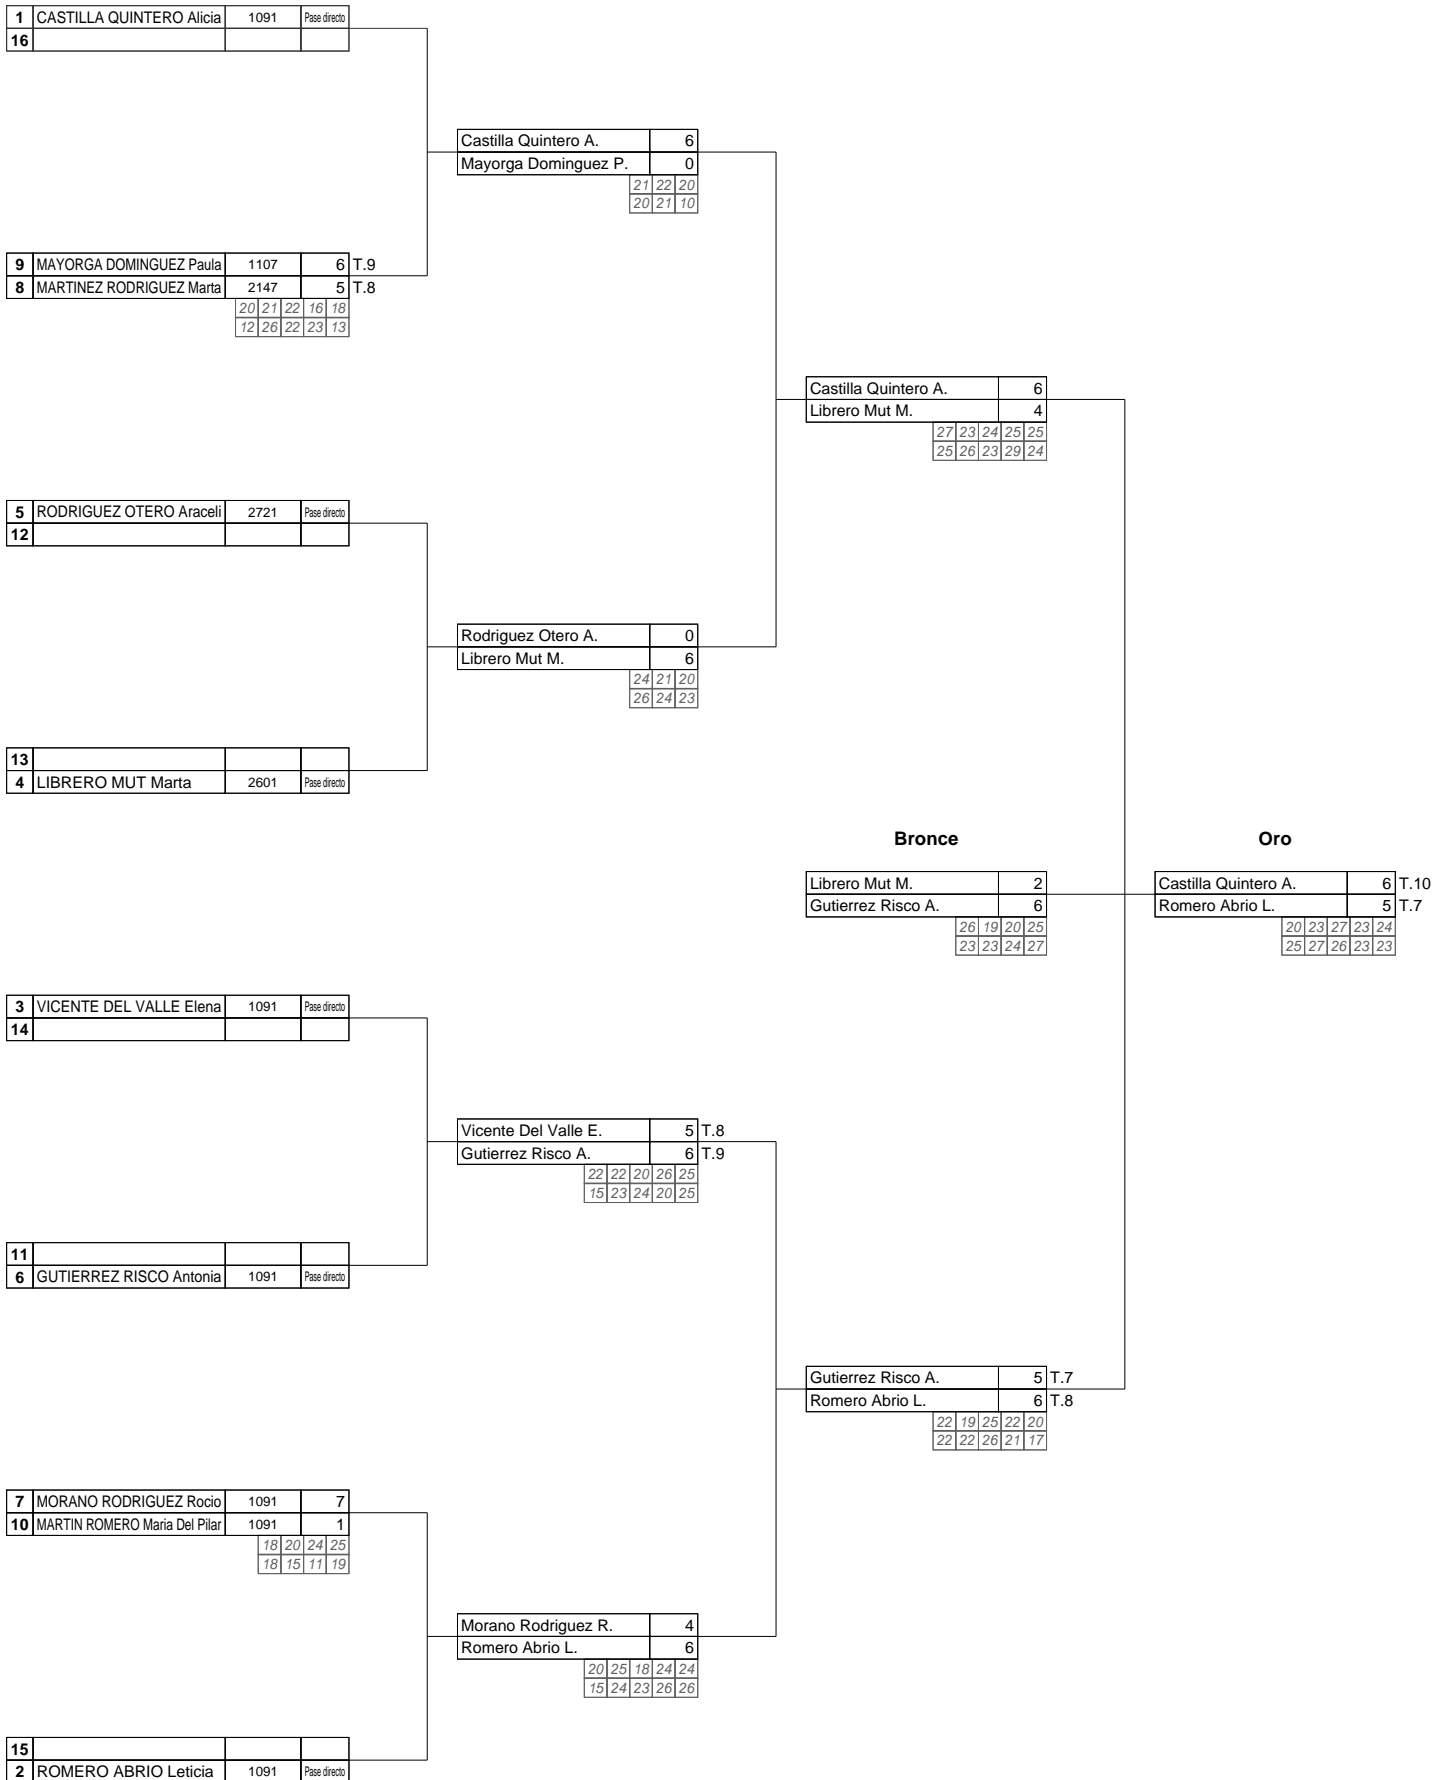 1 CASTILLA QUINTERO Alicia 1091 Pase directo
16
Castilla Quintero A. 6
Mayorga Dominguez P. 0
21 22 20
20 21 10
9 MAYORGA DOMINGUEZ Paula 1107 6 T.9
8 MARTINEZ RODRIGUEZ Marta 2147 5 T.8
20 21 22 16 18
12 26 22 23 13
Castilla Quintero A. 6
Librero Mut M. 4
27 23 24 25 25
25 26 23 29 24
5 RODRIGUEZ OTERO Araceli 2721 Pase directo
12
Rodriguez Otero A. 0
Librero Mut M. 6
24 21 20
26 24 23
13
4 LIBRERO MUT Marta 2601 Pase directo
Bronce Oro
Librero Mut M. 2 Castilla Quintero A. 6 T.10
Gutierrez Risco A. 6 Romero Abrio L. 5 T.7
26 19 20 25 20 23 27 23 24
23 23 24 27 25 27 26 23 23
3 VICENTE DEL VALLE Elena 1091 Pase directo
14
Vicente Del Valle E. 5 T.8
Gutierrez Risco A. 6 T.9
22 22 20 26 25
15 23 24 20 25
11
6 GUTIERREZ RISCO Antonia 1091 Pase directo
Gutierrez Risco A. 5 T.7
Romero Abrio L. 6 T.8
22 19 25 22 20
22 22 26 21 17
7 MORANO RODRIGUEZ Rocio 1091 7
10 MARTIN ROMERO Maria Del Pilar 1091 1
18 20 24 25
18 15 11 19
Morano Rodriguez R. 4
Romero Abrio L. 6
20 25 18 24 24
15 24 23 26 26
15
2 ROMERO ABRIO Leticia 1091 Pase directo